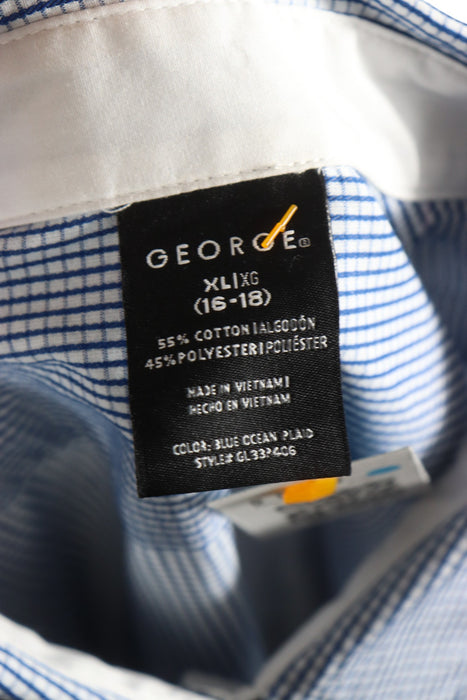 GEORGE®
XL|XG
(16-18)
55% COTTON|ALGODÓN
45% POLYESTER|POLIÉSTER
MADE IN VIETNAM|
HECHO EN VIETNAM
COLOR: BLUE OCEAN PLAID
STYLE# GL33P406